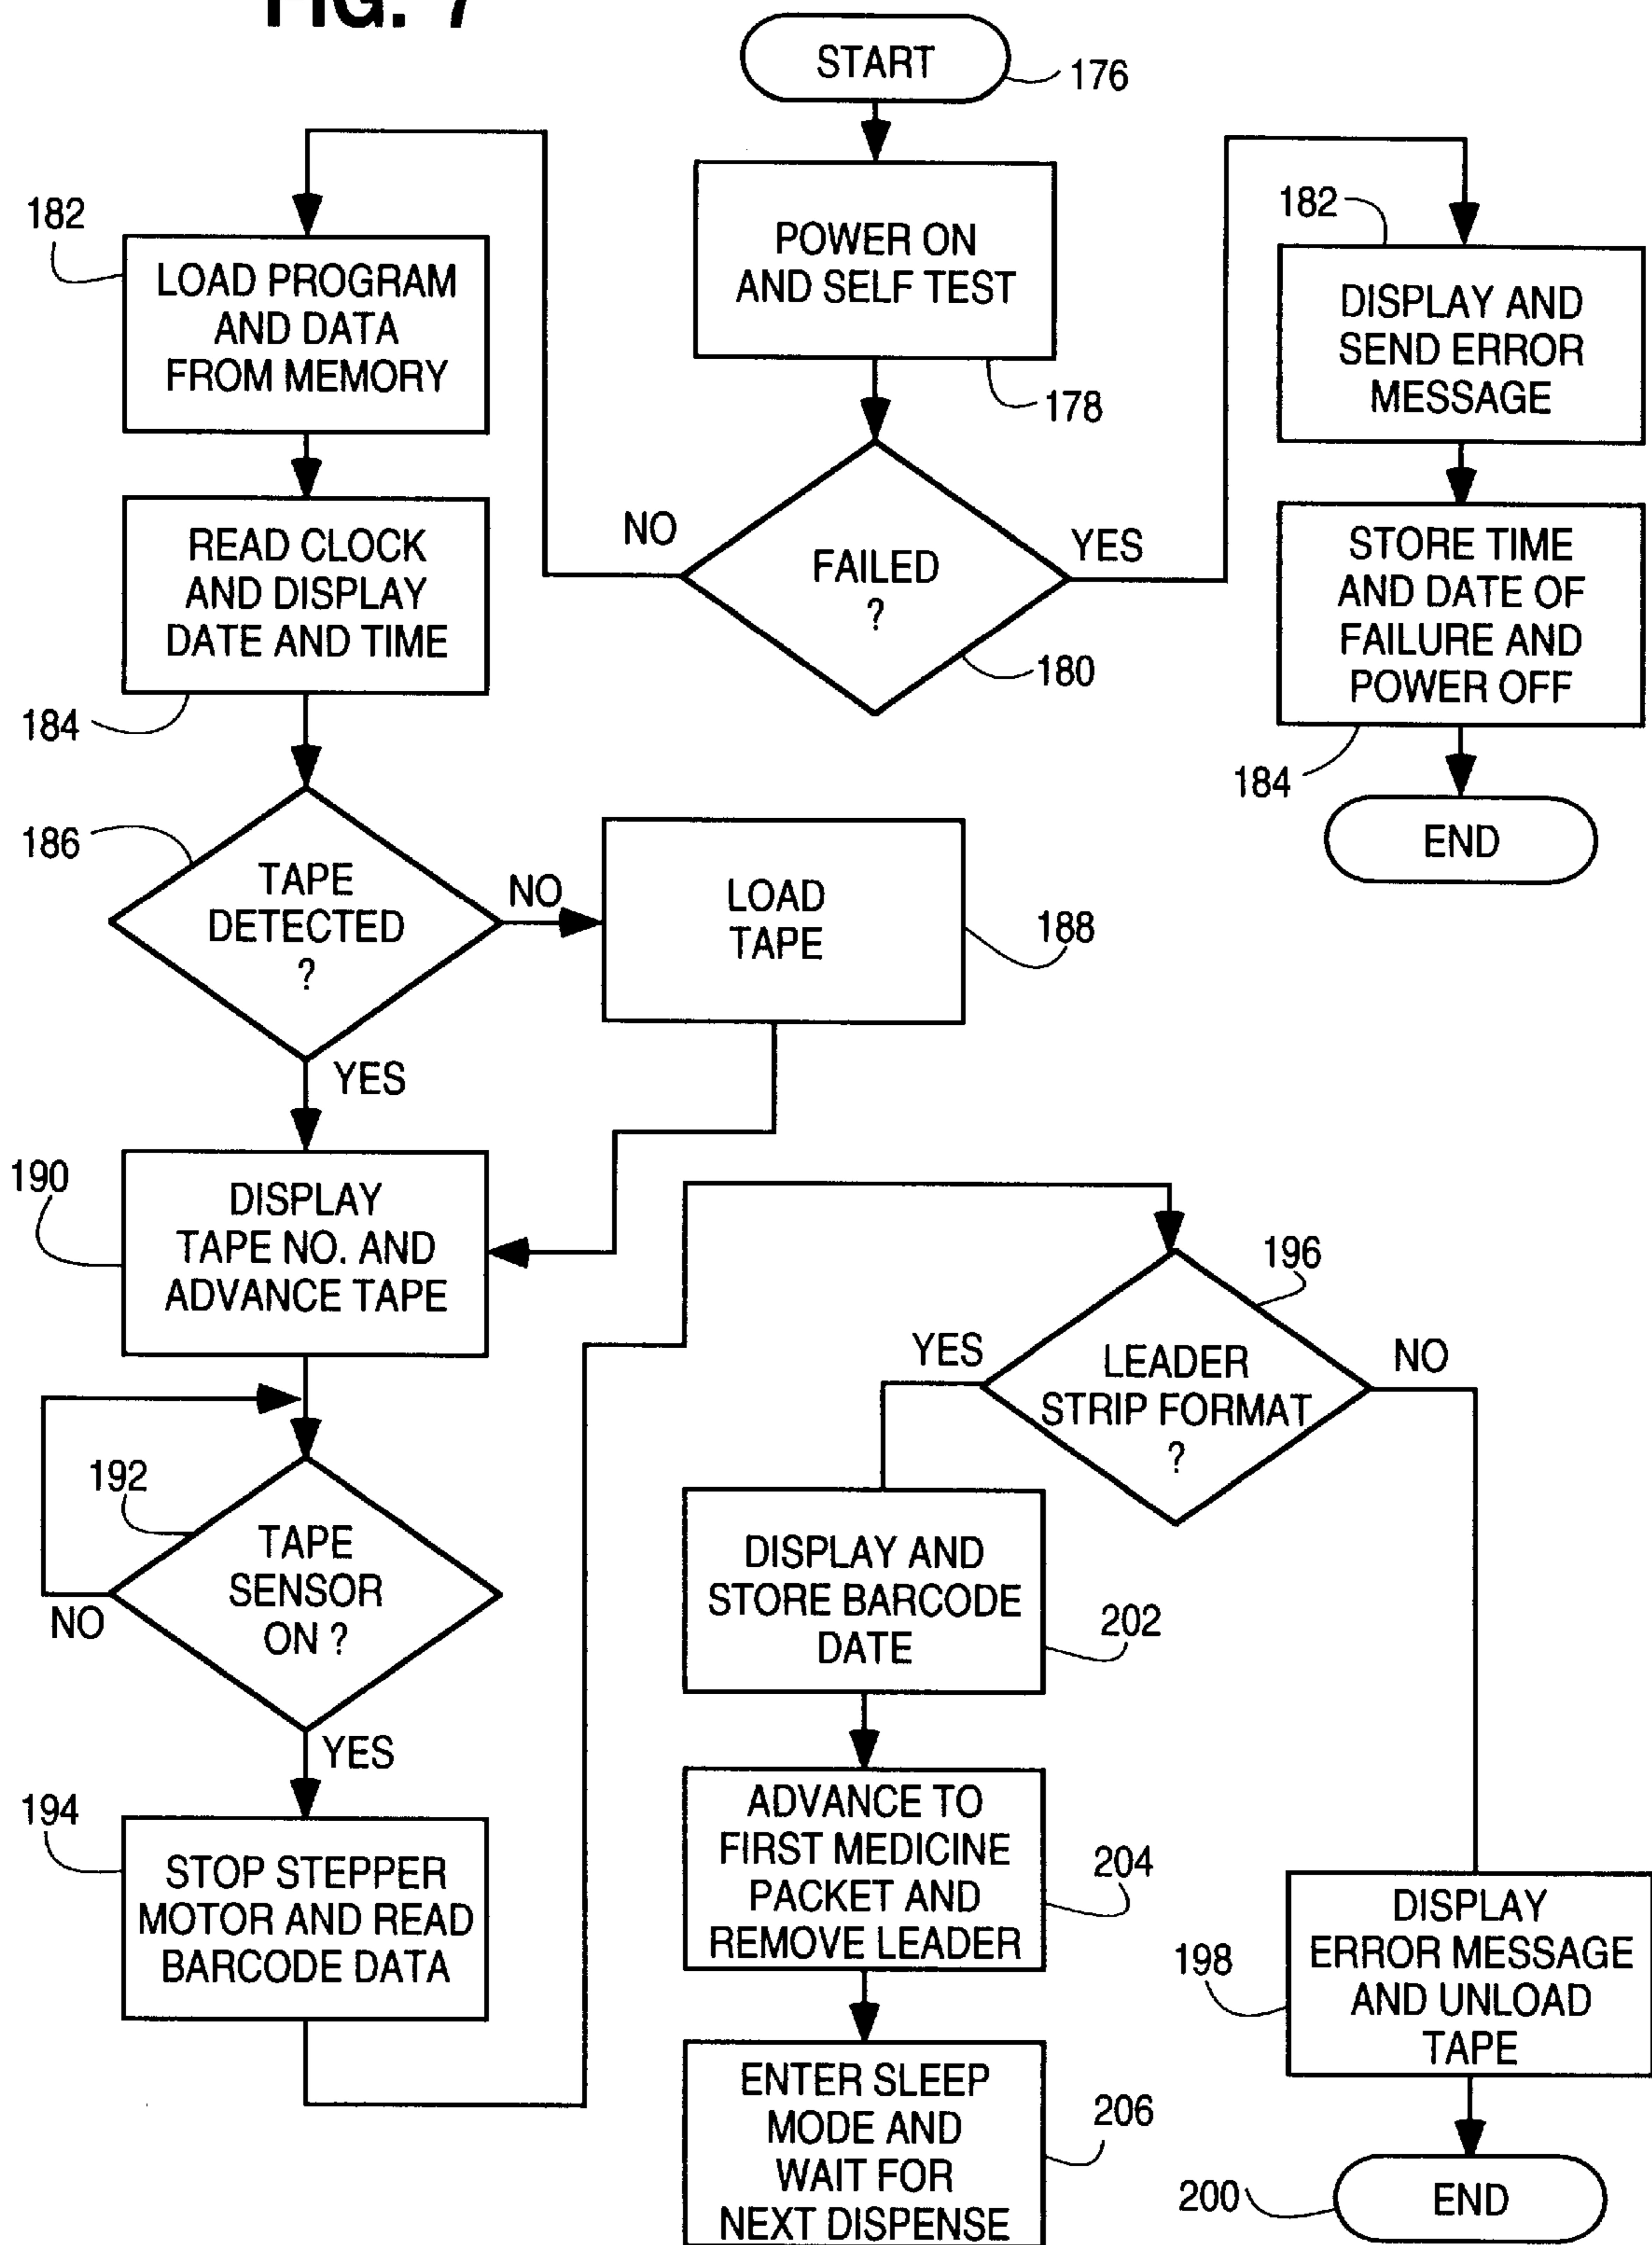 FIG. 7
START
176
POWER ON
AND SELF TEST
178
FAILED
?
180
NO
YES
182
LOAD PROGRAM
AND DATA
FROM MEMORY
READ CLOCK
AND DISPLAY
DATE AND TIME
184
182
DISPLAY AND
SEND ERROR
MESSAGE
STORE TIME
AND DATE OF
FAILURE AND
POWER OFF
184
END
186
TAPE
DETECTED
?
NO
LOAD
TAPE
188
YES
190
DISPLAY
TAPE NO. AND
ADVANCE TAPE
192
TAPE
SENSOR
ON ?
NO
YES
194
STOP STEPPER
MOTOR AND READ
BARCODE DATA
196
LEADER
STRIP FORMAT
?
YES
NO
DISPLAY AND
STORE BARCODE
DATE
202
ADVANCE TO
FIRST MEDICINE
PACKET AND
REMOVE LEADER
204
ENTER SLEEP
MODE AND
WAIT FOR
NEXT DISPENSE
206
DISPLAY
ERROR MESSAGE
AND UNLOAD
TAPE
198
END
200